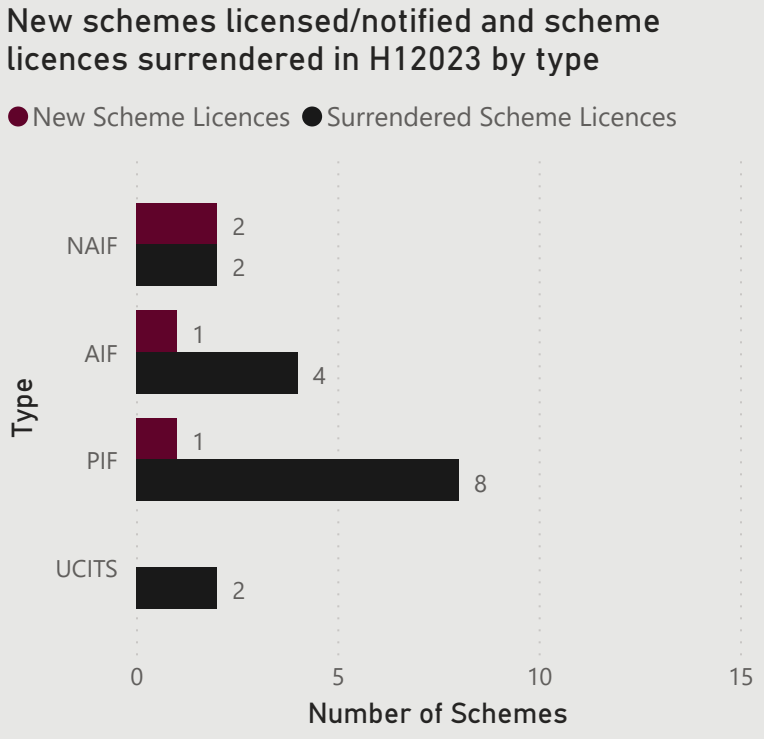 New schemes licensed/notified and scheme
licences surrendered in H12023 by type
New Scheme Licences Surrendered Scheme Licences
NAIF
2
2
AIF
1
4
PIF
1
8
UCITS
2
Type
0 5 10 15
Number of Schemes